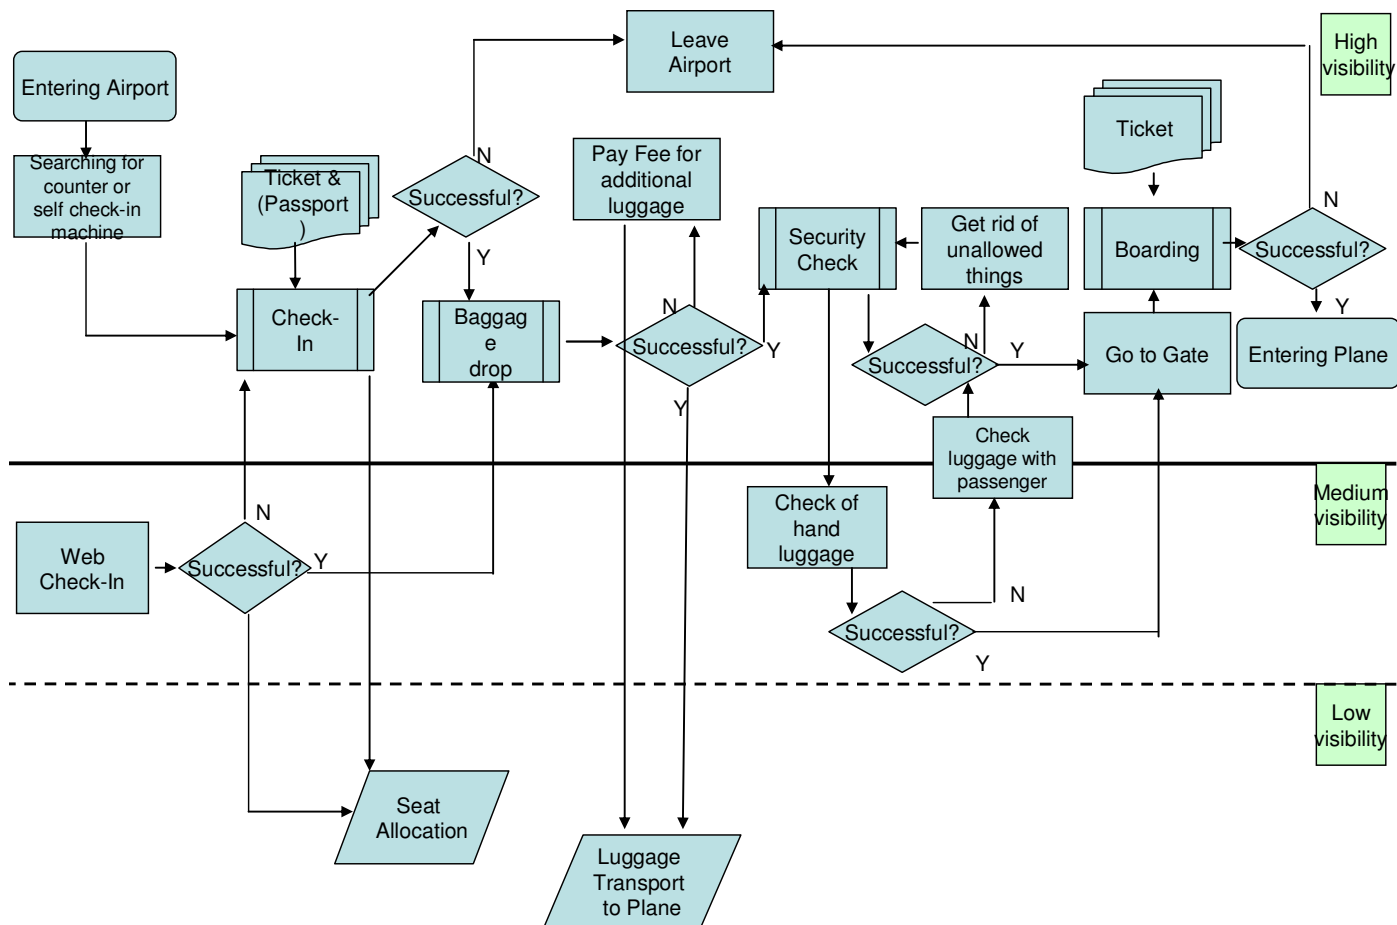 Leave
Airport
High
visibility
Entering Airport
Ticket
Searching for
counter or
self check-in
machine
Ticket &
(Passport
)
N
Successful?
Y
Pay Fee for
additional
luggage
Security
Check
Get rid of
unallowed
things
Boarding
N
Successful?
Y
Check-
In
Baggag
e
drop
N
Successful?
Y
Y
N
Successful?
Y
Go to Gate
Entering Plane
Check
luggage with
passenger
Medium
visibility
Web
Check-In
N
Successful?
Y
Check of
hand
luggage
N
Successful?
Y
Low
visibility
Seat
Allocation
Luggage
Transport
to Plane